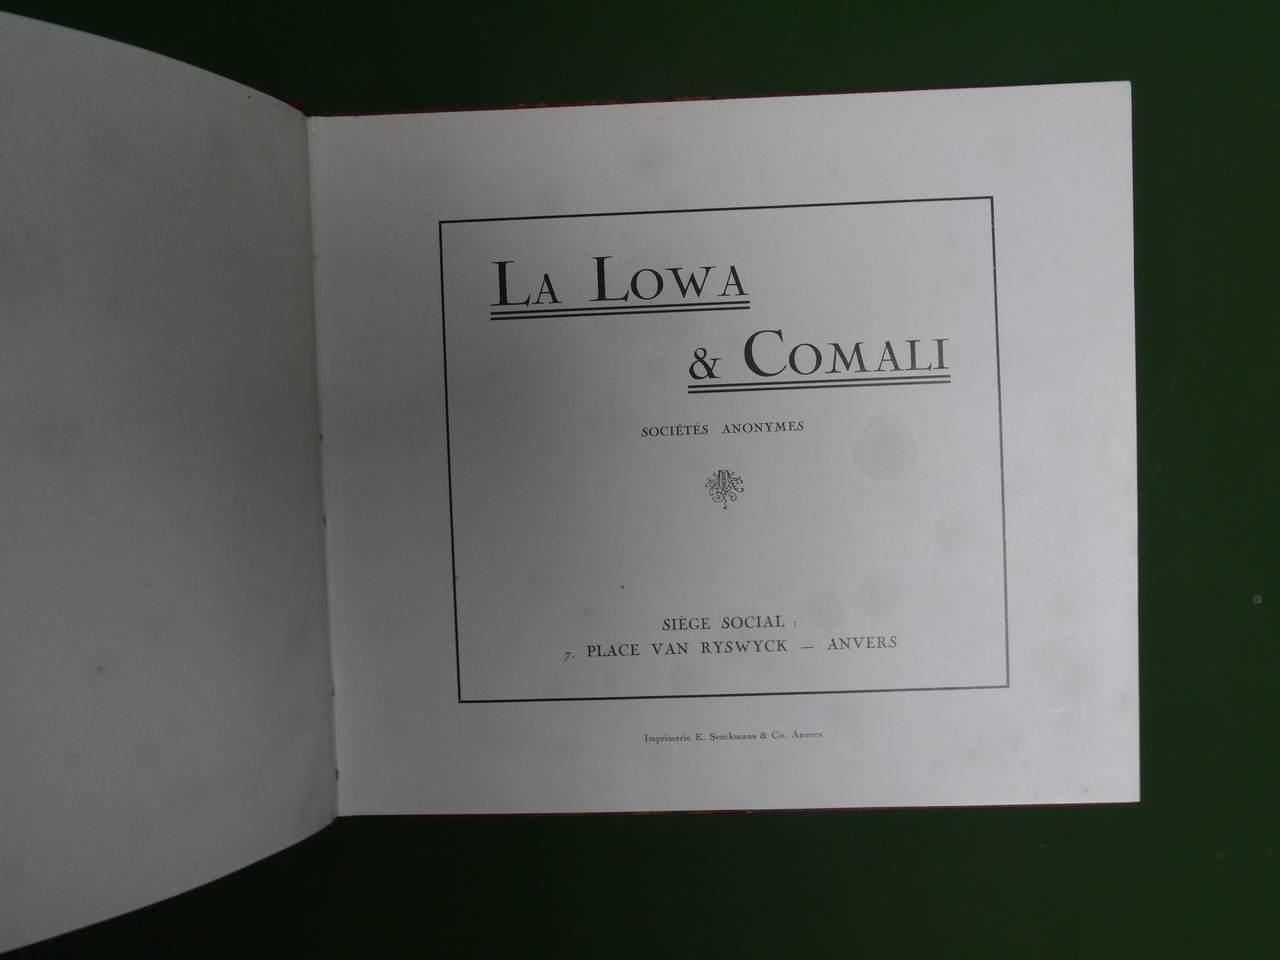 La Lowa
& Comali
SOCIÉTÉS ANONYMES
SIÈGE SOCIAL :
7, PLACE VAN RYSWYCK — ANVERS
Imprimerie E. Stockmans & Co. Anvers